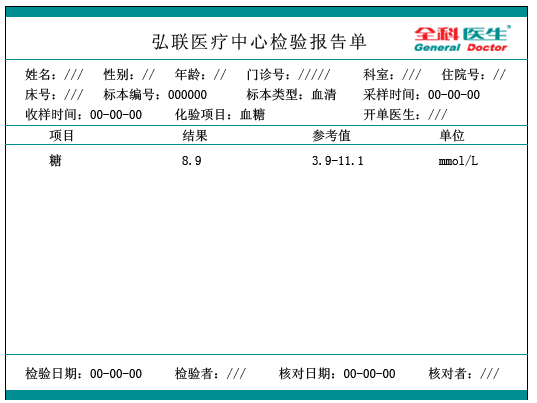 弘联医疗中心检验报告单
全科医生®
General Doctor
姓名：/// 性别：// 年龄：// 门诊号：///// 科室：/// 住院号：//
床号：/// 标本编号：000000 标本类型：血清 采样时间：00-00-00
收样时间：00-00-00 化验项目：血糖 开单医生：///
项目 结果 参考值 单位
糖 8.9 3.9-11.1 mmol/L
检验日期：00-00-00 检验者：/// 核对日期：00-00-00 核对者：///